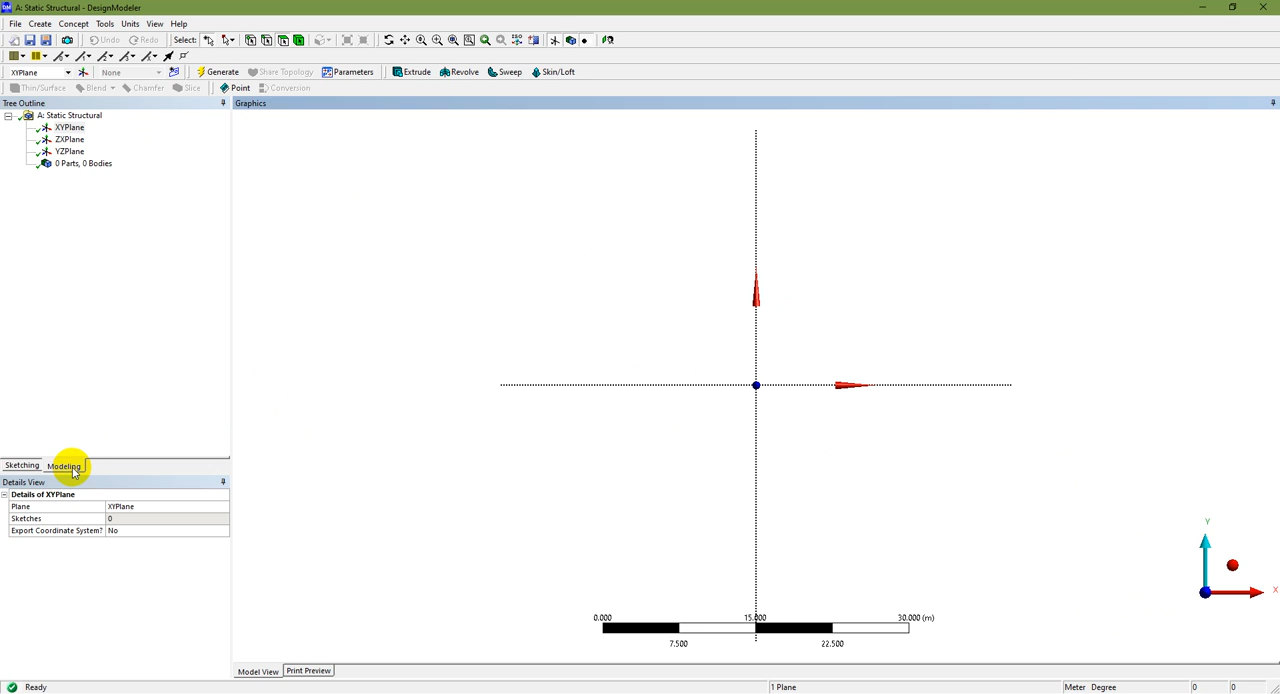 DM A: Static Structural - DesignModeler
File Create Concept Tools Units View Help
Undo Redo Select: ISO
XYPlane None Generate Share Topology Parameters Extrude Revolve Sweep Skin/Loft
Thin/Surface Blend Chamfer Slice Point Conversion
Tree Outline
Graphics
A: Static Structural
XYPlane
ZXPlane
YZPlane
0 Parts, 0 Bodies
Sketching Modeling
Details View
Details of XYPlane
Plane XYPlane
Sketches 0
Export Coordinate System? No
Y
X
0.000 15.000 30.000 (m)
7.500 22.500
Model View Print Preview
Ready 1 Plane Meter Degree 0 0